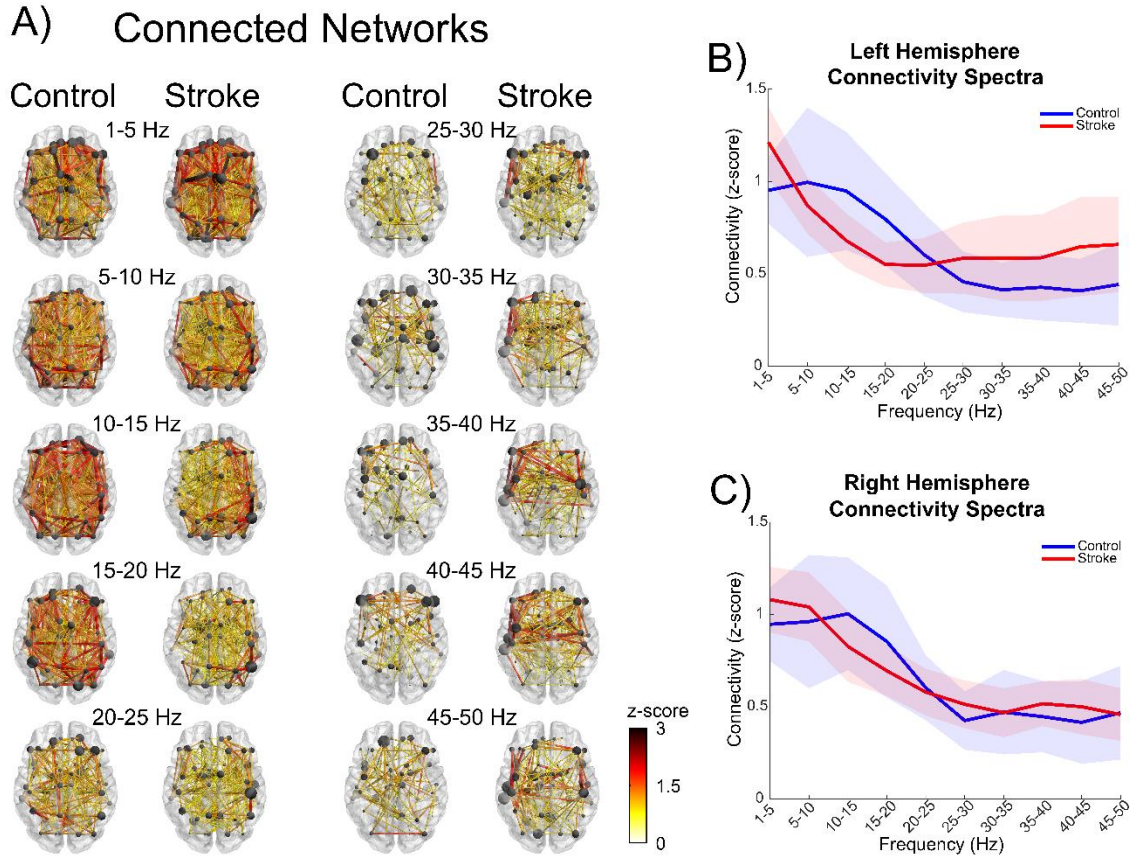 A) Connected Networks
Control Stroke Control Stroke
1-5 Hz
5-10 Hz
10-15 Hz
15-20 Hz
20-25 Hz
25-30 Hz
30-35 Hz
35-40 Hz
40-45 Hz
45-50 Hz
z-score
3
1.5
0
B)
Left Hemisphere
Connectivity Spectra
Control
Stroke
Connectivity (z-score)
1.5
1
0.5
0
1-5 5-10 10-15 15-20 20-25 25-30 30-35 35-40 40-45 45-50
Frequency (Hz)
C)
Right Hemisphere
Connectivity Spectra
Control
Stroke
Connectivity (z-score)
1.5
1
0.5
0
1-5 5-10 10-15 15-20 20-25 25-30 30-35 35-40 40-45 45-50
Frequency (Hz)